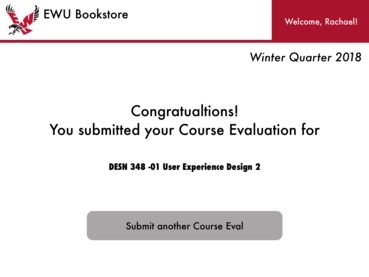 EWU Bookstore
Welcome, Rachael!
Winter Quarter 2018
Congratualtions!
You submitted your Course Evaluation for
DESN 348 -01 User Experience Design 2
Submit another Course Eval